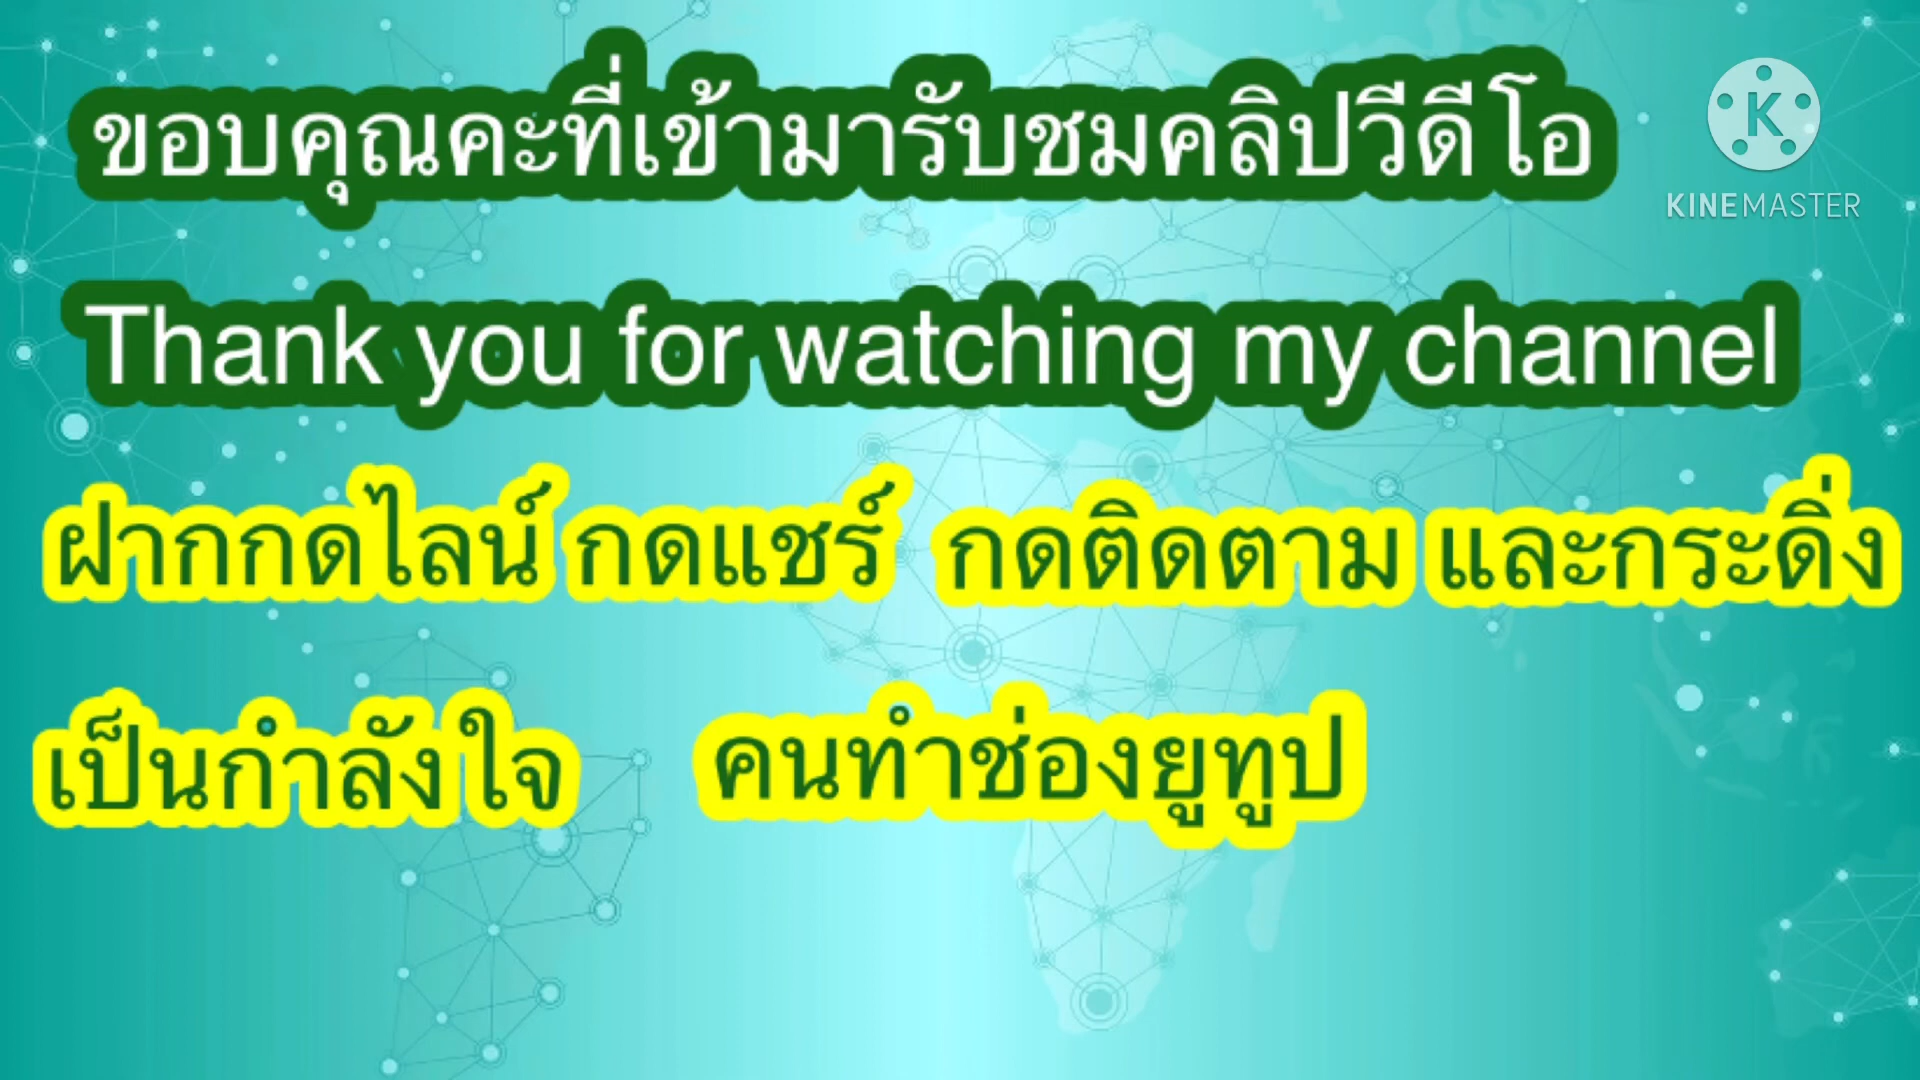 ขอบคุณคะที่เข้ามารับชมคลิปวีดีโอ
K
KINEMASTER
Thank you for watching my channel
ฝากกดไลน์ กดแชร์ กดติดตาม และกระดิ่ง
เป็นกำลังใจ คนทำช่องยูทูป